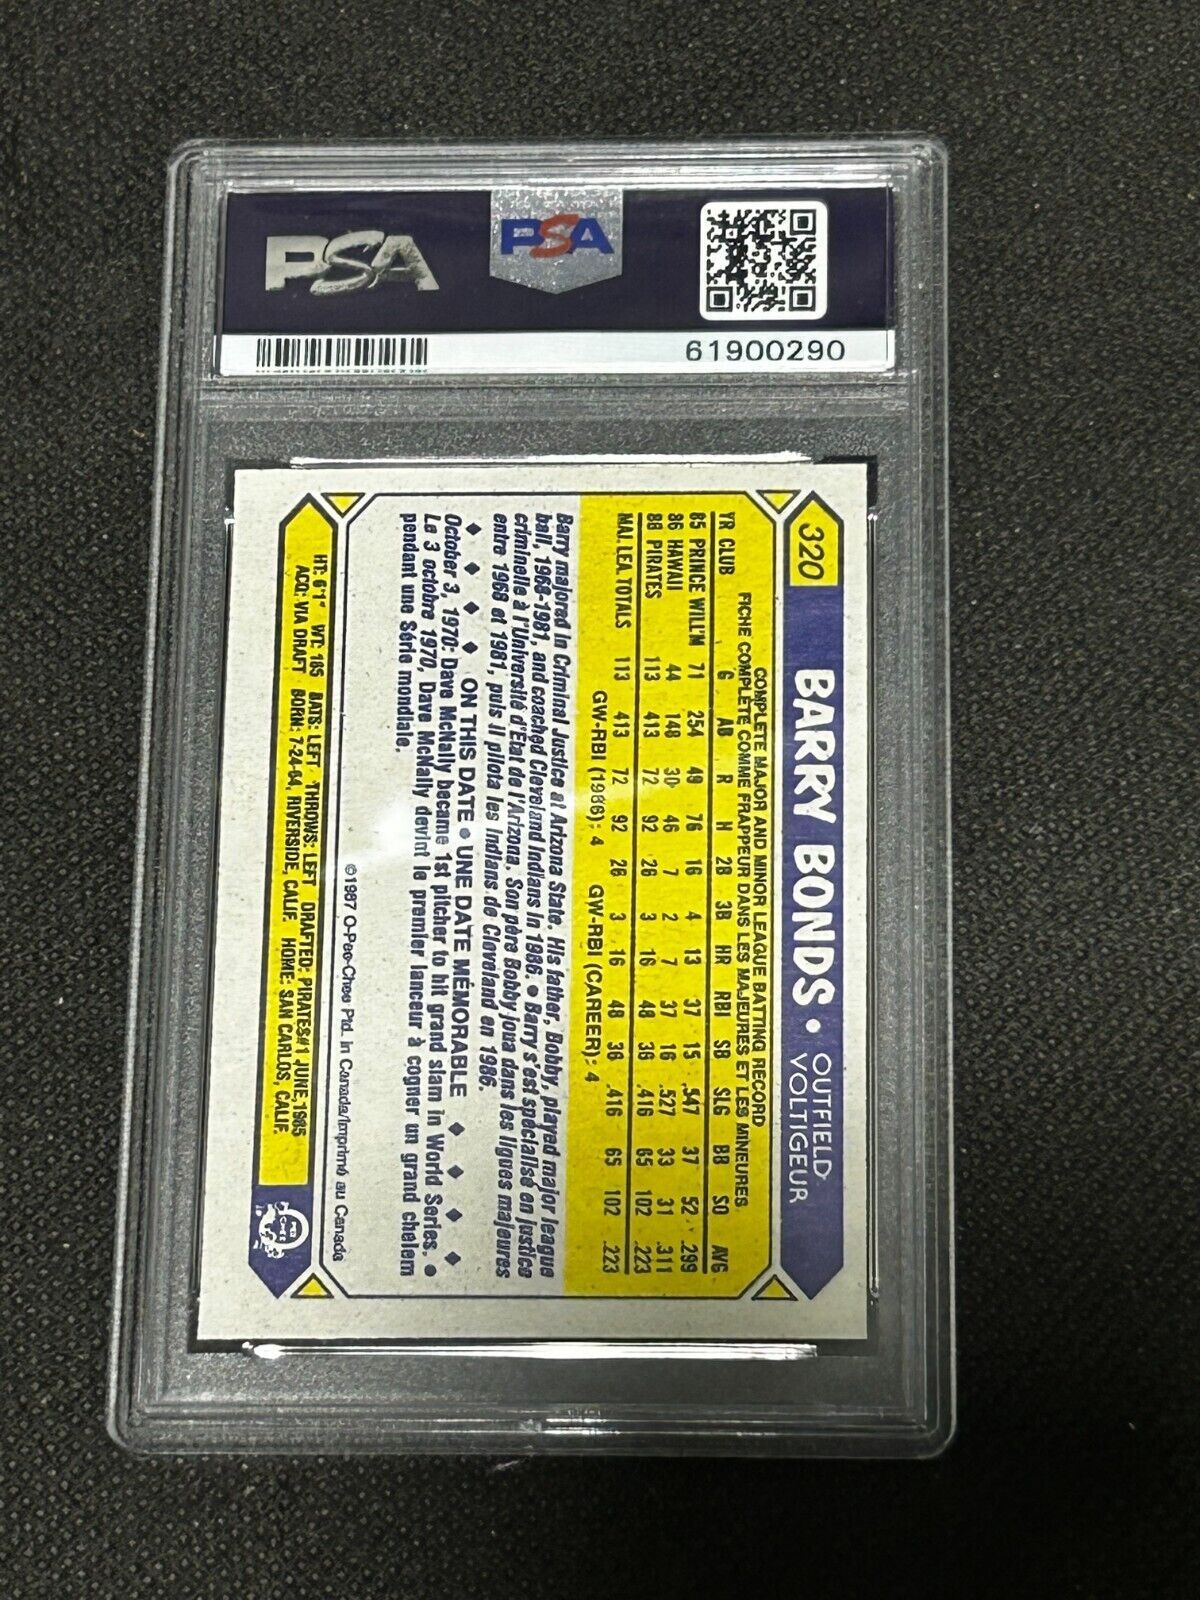 PSA
PSA
61900290
320
BARRY BONDS • OUTFIELD
VOLTIGEUR
COMPLETE MAJOR AND MINOR LEAGUE BATTING RECORD
FICHE COMPLÈTE COMME FRAPPEUR DANS LES MAJEURES ET LES MINEURES
YR CLUB G AB R H 2B 3B HR RBI SB SLG BB SO AVG
85 PRINCE WILL'M 71 254 49 76 16 4 13 37 15 .547 37 52 .299
86 HAWAII 44 148 30 46 7 2 7 37 16 .527 33 31 .311
86 PIRATES 113 413 72 92 26 3 16 48 36 .416 65 102 .223
MAJ. LEA. TOTALS 113 413 72 92 26 3 16 48 36 .416 65 102 .223
GW-RBI (1986): 4 GW-RBI (CAREER): 4
Barry majored in Criminal Justice at Arizona State. His father, Bobby, played major league
ball, 1968-1981, and coached Cleveland Indians in 1986. • Barry s'est spécialisé en justice
criminelle à l'Université d'État de l'Arizona. Son père Bobby joua dans les ligues majeures
entre 1968 et 1981, puis il pilota les Indians de Cleveland en 1986.
♦ ♦ ♦ ♦ ON THIS DATE • UNE DATE MÉMORABLE ♦ ♦ ♦ ♦
October 3, 1970: Dave McNally became 1st pitcher to hit grand slam in World Series. •
Le 3 octobre 1970, Dave McNally devint le premier lanceur à cogner un grand chelem
pendant une Série mondiale.
©1987 O-Pee-Chee Ptd. in Canada/Imprimé au Canada
HT: 6'1" WT: 185 BATS: LEFT THROWS: LEFT DRAFTED: PIRATES#1 JUNE,1985
ACQ: VIA DRAFT BORN: 7-24-64, RIVERSIDE, CALIF. HOME: SAN CARLOS, CALIF.